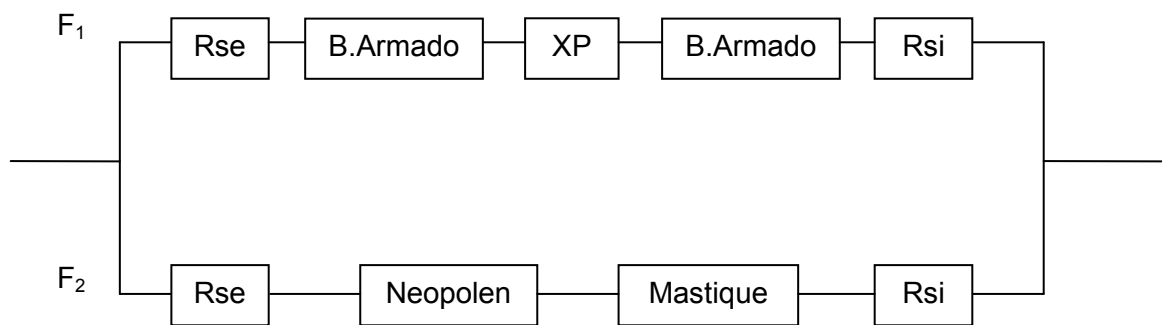 F₁
Rse B.Armado XP B.Armado Rsi
F₂
Rse Neopolen Mastique Rsi